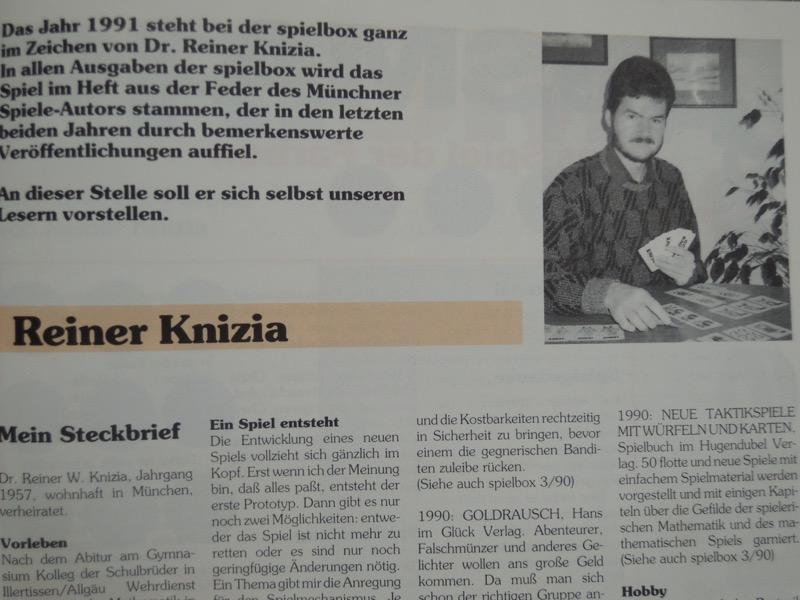 Das Jahr 1991 steht bei der spielbox ganz
im Zeichen von Dr. Reiner Knizia.
In allen Ausgaben der spielbox wird das
Spiel im Heft aus der Feder des Münchner
Spiele-Autors stammen, der in den letzten
beiden Jahren durch bemerkenswerte
Veröffentlichungen auffiel.
An dieser Stelle soll er sich selbst unseren
Lesern vorstellen.
Reiner Knizia
Mein Steckbrief
Dr. Reiner W. Knizia, Jahrgang
1957, wohnhaft in München,
verheiratet.
Vorleben
Nach dem Abitur am Gymna-
sium Kolleg der Schulbrüder in
Illertissen/Allgäu Wehrdienst
Ein Spiel entsteht
Die Entwicklung eines neuen
Spiels vollzieht sich gänzlich im
Kopf. Erst wenn ich der Meinung
bin, daß alles paßt, entsteht der
erste Prototyp. Dann gibt es nur
noch zwei Möglichkeiten: entwe-
der das Spiel ist nicht mehr zu
retten oder es sind nur noch
geringfügige Änderungen nötig.
Ein Thema gibt mir die Anregung
für den Spielmechanismus. Je
und die Kostbarkeiten rechtzeitig
in Sicherheit zu bringen, bevor
einem die gegnerischen Bandi-
ten zuleibe rücken.
(Siehe auch spielbox 3/90)
1990: GOLDRAUSCH, Hans
im Glück Verlag. Abenteurer,
Falschmünzer und anderes Ge-
lichter wollen ans große Geld
kommen. Da muß man sich
schon der richtigen Gruppe an-
1990: NEUE TAKTIKSPIELE
MIT WÜRFELN UND KARTEN,
Spielbuch im Hugendubel Ver-
lag. 50 flotte und neue Spiele mit
einfachem Spielmaterial werden
vorgestellt und mit einigen Kapi-
teln über die Gefilde der spieleri-
schen Mathematik und des ma-
thematischen Spiels garniert.
(Siehe auch spielbox 3/90)
Hobby